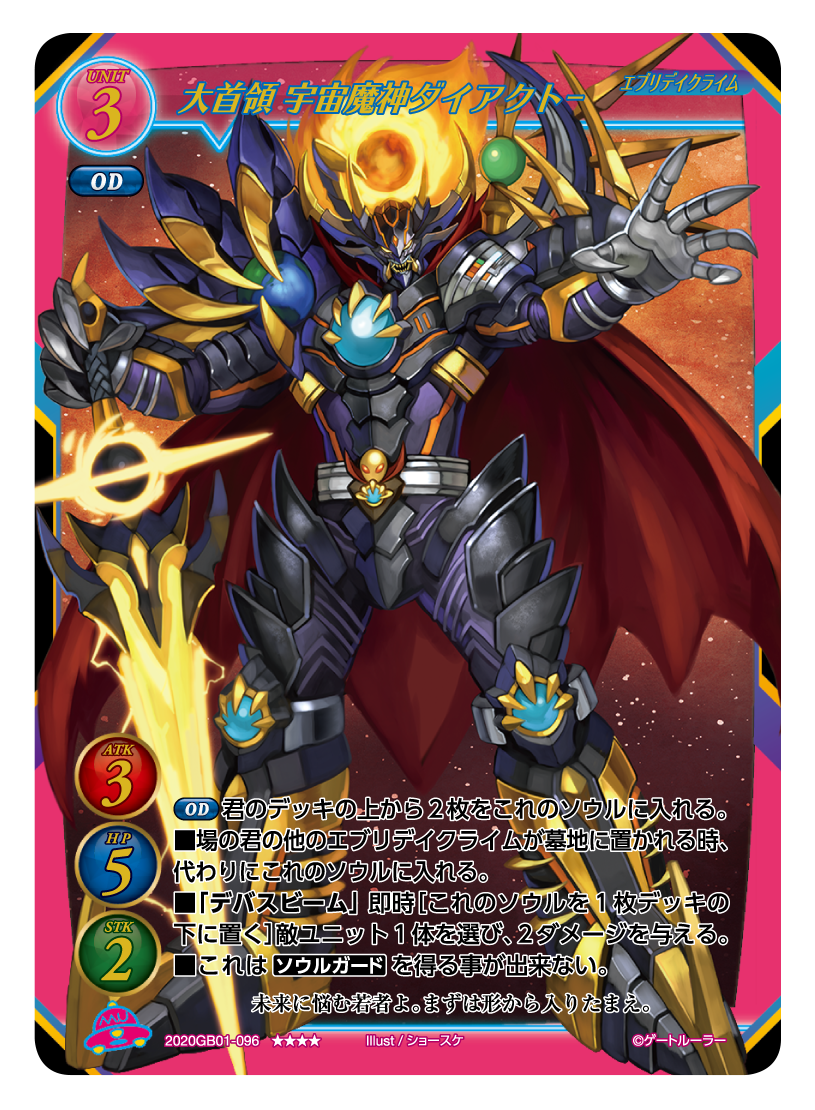 UNIT
3
大首領 宇宙魔神ダイアクトー
エブリデイクライム
OD
ATK
3
HP
5
STK
2
OD 君のデッキの上から2枚をこれのソウルに入れる。
■場の君の他のエブリデイクライムが墓地に置かれる時、
代わりにこれのソウルに入れる。
■「デバスビーム」即時[これのソウルを1枚デッキの
下に置く]敵ユニット1体を選び、2ダメージを与える。
■これは ソウルガード を得る事が出来ない。
未来に悩む若者よ。まずは形から入りたまえ。
MU
2020GB01-096 ★★★★ Illust / ショースケ ©ゲートルーラー